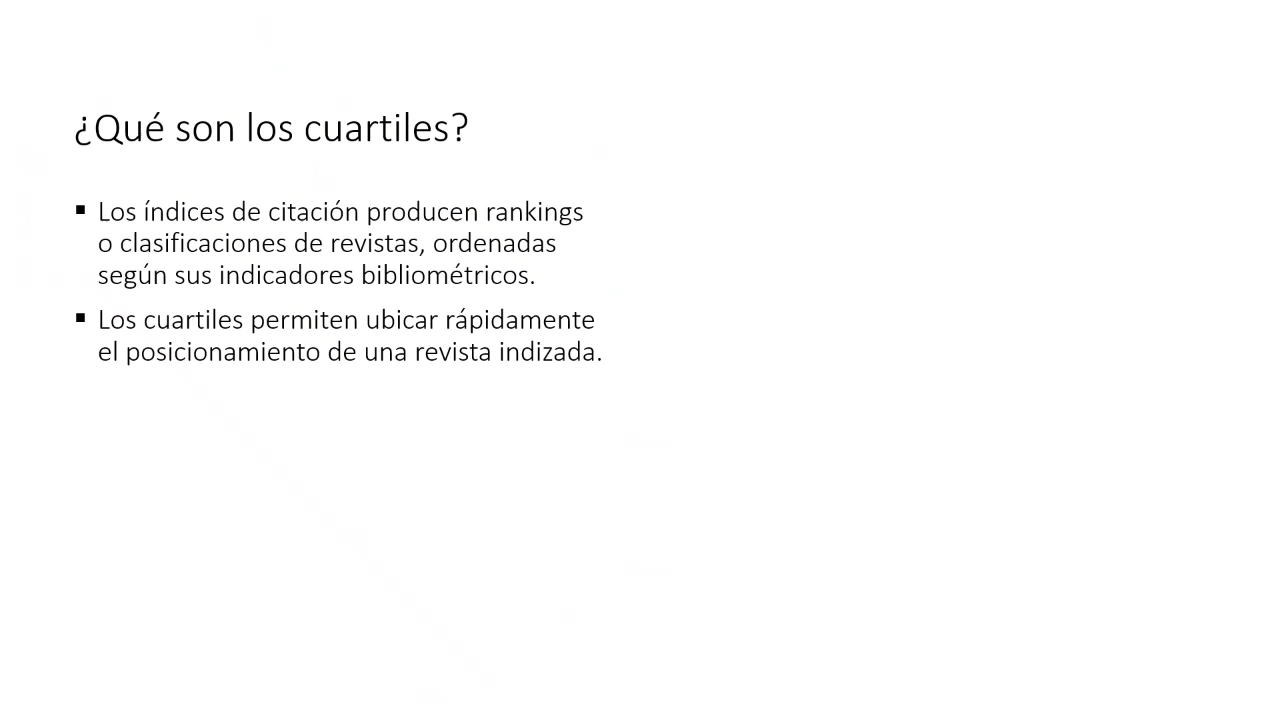 ¿Qué son los cuartiles?
▪ Los índices de citación producen rankings
o clasificaciones de revistas, ordenadas
según sus indicadores bibliométricos.
▪ Los cuartiles permiten ubicar rápidamente
el posicionamiento de una revista indizada.